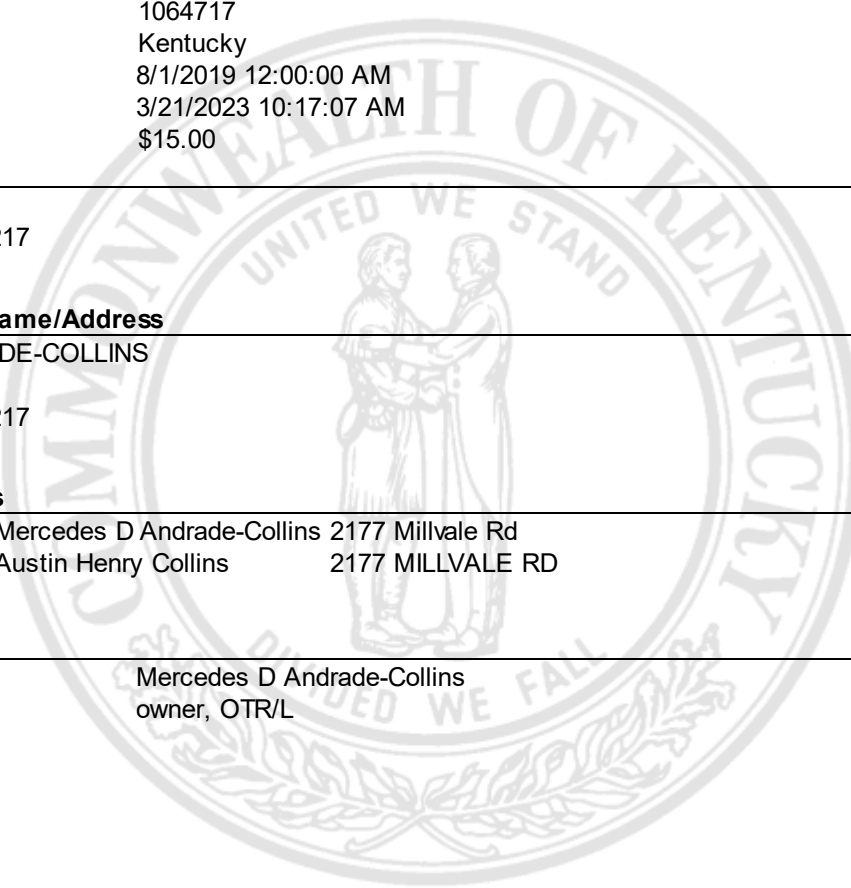 1064717
Kentucky
8/1/2019 12:00:00 AM
3/21/2023 10:17:07 AM
$15.00
217
ame/Address
DE-COLLINS
217
s
Mercedes D Andrade-Collins 2177 Millvale Rd
Austin Henry Collins 2177 MILLVALE RD
Mercedes D Andrade-Collins
owner, OTR/L
COMMONWEALTH OF KENTUCKY
UNITED WE STAND
DIVIDED WE FALL